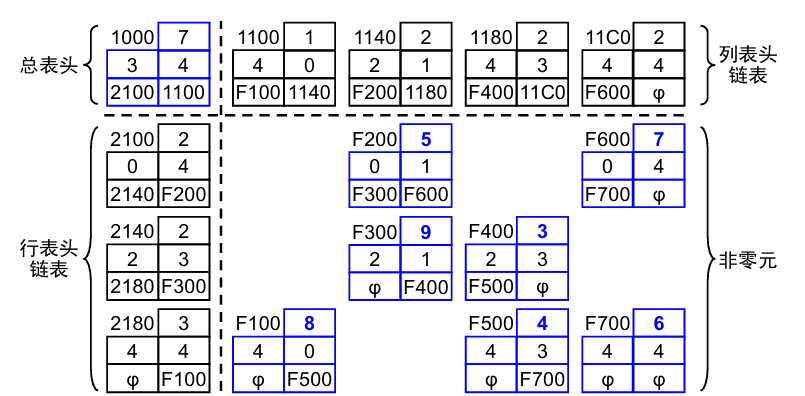 1000 7 1100 1 1140 2 1180 2 11C0 2
总表头 3 4 4 0 2 1 4 3 4 4 列表头
链表
2100 1100 F100 1140 F200 1180 F400 11C0 F600 φ
2100 2 F200 5 F600 7
0 4 0 1 0 4
2140 F200 F300 F600 F700 φ
行表头
链表
2140 2 F300 9 F400 3
2 3 2 1 2 3 非零元
2180 F300 φ F400 F500 φ
2180 3 F100 8 F500 4 F700 6
4 4 4 0 4 3 4 4
φ F100 φ F500 φ F700 φ φ